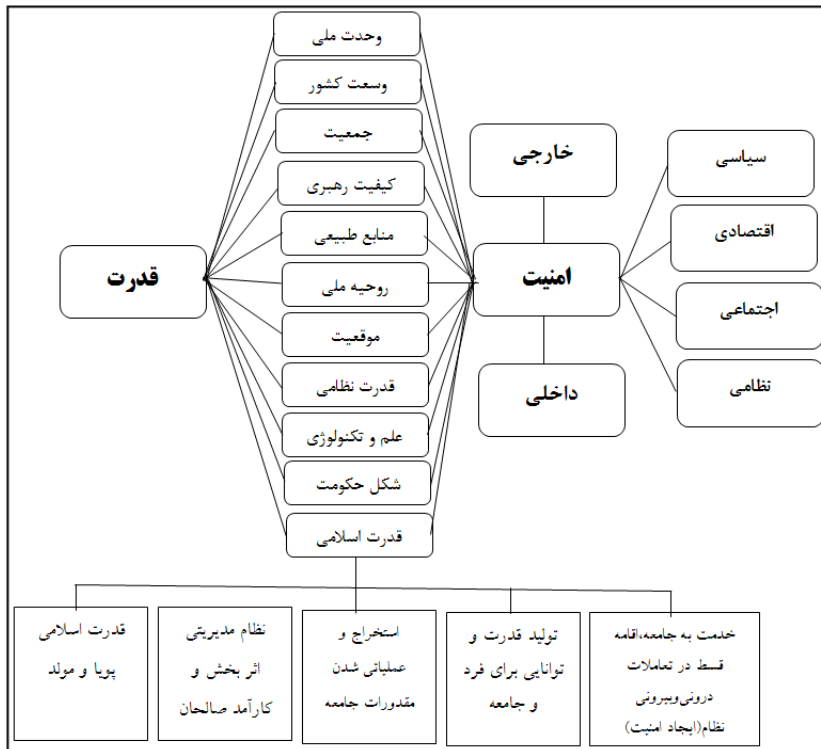 وحدت ملی
وسعت کشور
جمعیت
کیفیت رهبری
منابع طبیعی
روحیه ملی
موقعیت
قدرت نظامی
علم و تکنولوژی
شکل حکومت
قدرت اسلامی
قدرت
خارجی
امنیت
داخلی
سیاسی
اقتصادی
اجتماعی
نظامی
خدمت به جامعه،اقامه
قسط در تعاملات
درونی‌وبیرونی
نظام(ایجاد امنیت)
تولید قدرت و
توانایی برای فرد
و جامعه
استخراج و
عملیاتی شدن
مقدورات جامعه
نظام مدیریتی
اثر بخش و
کارآمد صالحان
قدرت اسلامی
پویا و مولد